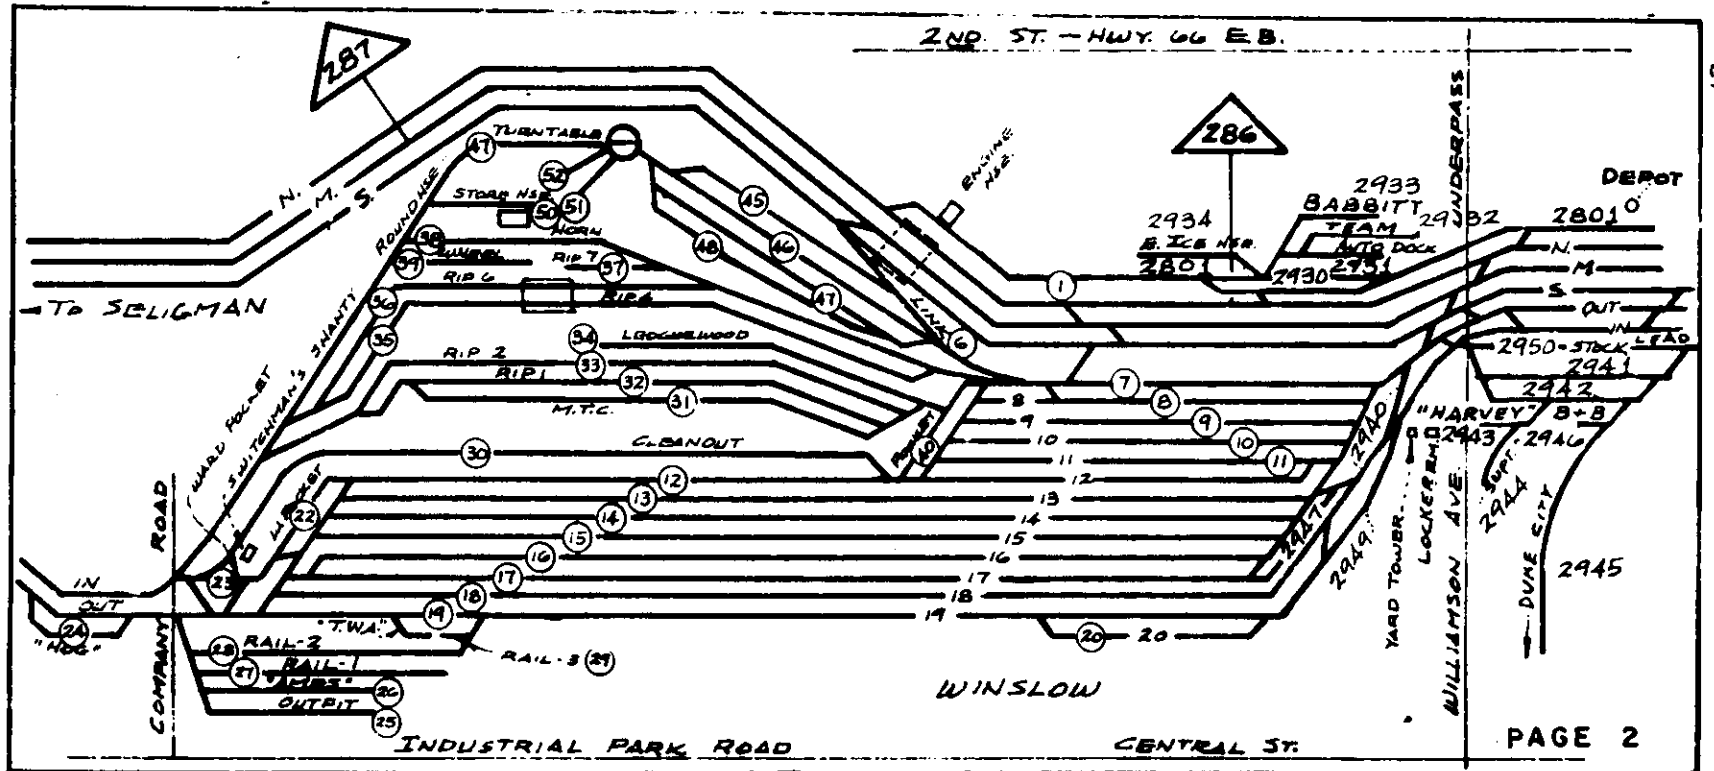 2ND. ST. — HWY. 66 E.B.
287
286
UNDERPASS
DEPOT
TURNTABLE
47
52
ENGINE HSE.
2933
BABBITT
2934
TEAM
2932
2801
E. ICE HSE.
AUTO DOCK
2801
2930
2931
N.
M.
S.
ROUND HSE
STORE HSE.
50
51
45
HORN
46
48
38
WHEEL
39
RIP 7
37
47
RIP 6
36
LINK
6
1
N.
M.
S.
OUT
IN
LEAD
← TO SELIGMAN
35
34
33
RIP 2
RIP 1
32
31
M.T.C.
7
8
8
9
9
10
10
11
11
2950 - STOCK
2941
2942
"HARVEY"
B+B
2943
2946
SUPT.
2944
2940
WARD POCKET
SWITCHMAN'S SHANTY
CLEANOUT
30
POCKET
40
12
12
13
13
14
14
15
15
16
16
17
17
18
18
19
19
20
20
22
23
2947
2949
YARD TOWER
LOCKER RM.
WILLIAMSON AVE.
← DUKE CITY
2945
COMPANY ROAD
IN
OUT
24
"HOG"
"T.W.A."
28
RAIL-2
RAIL-3 29
27
RAIL-1
26
OUTFIT
25
WINSLOW
INDUSTRIAL PARK ROAD
CENTRAL ST.
PAGE 2